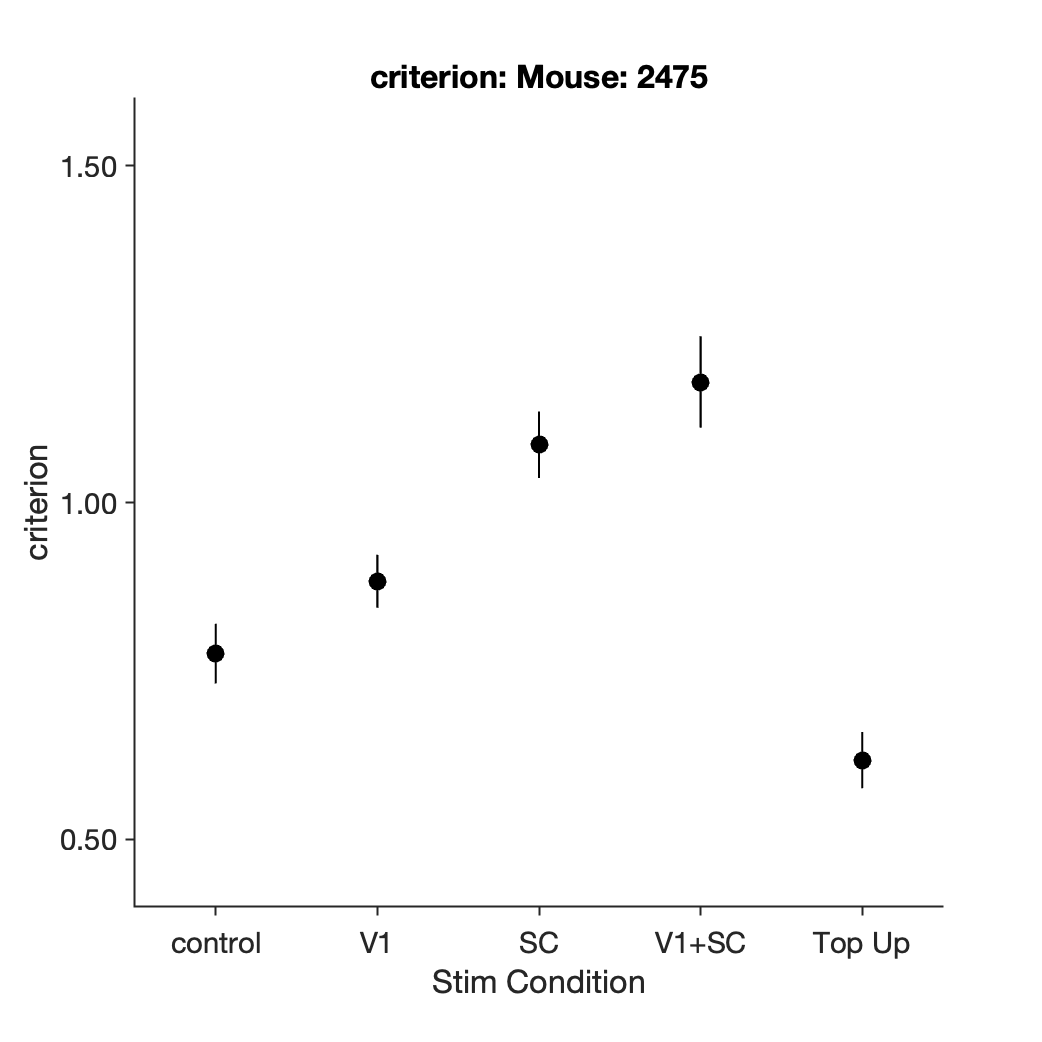 criterion: Mouse: 2475
criterion
1.50
1.00
0.50
control V1 SC V1+SC Top Up
Stim Condition